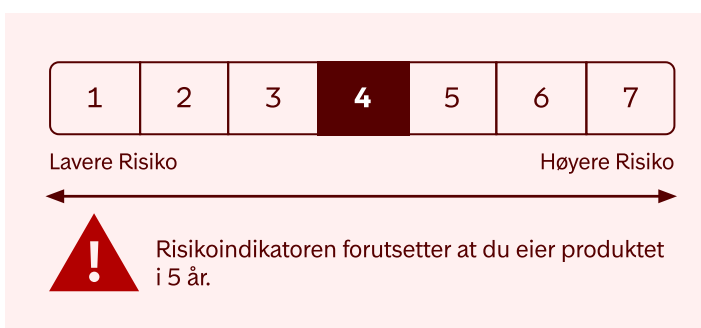 1 2 3 4 5 6 7
Lavere Risiko Høyere Risiko
Risikoindikatoren forutsetter at du eier produktet
i 5 år.